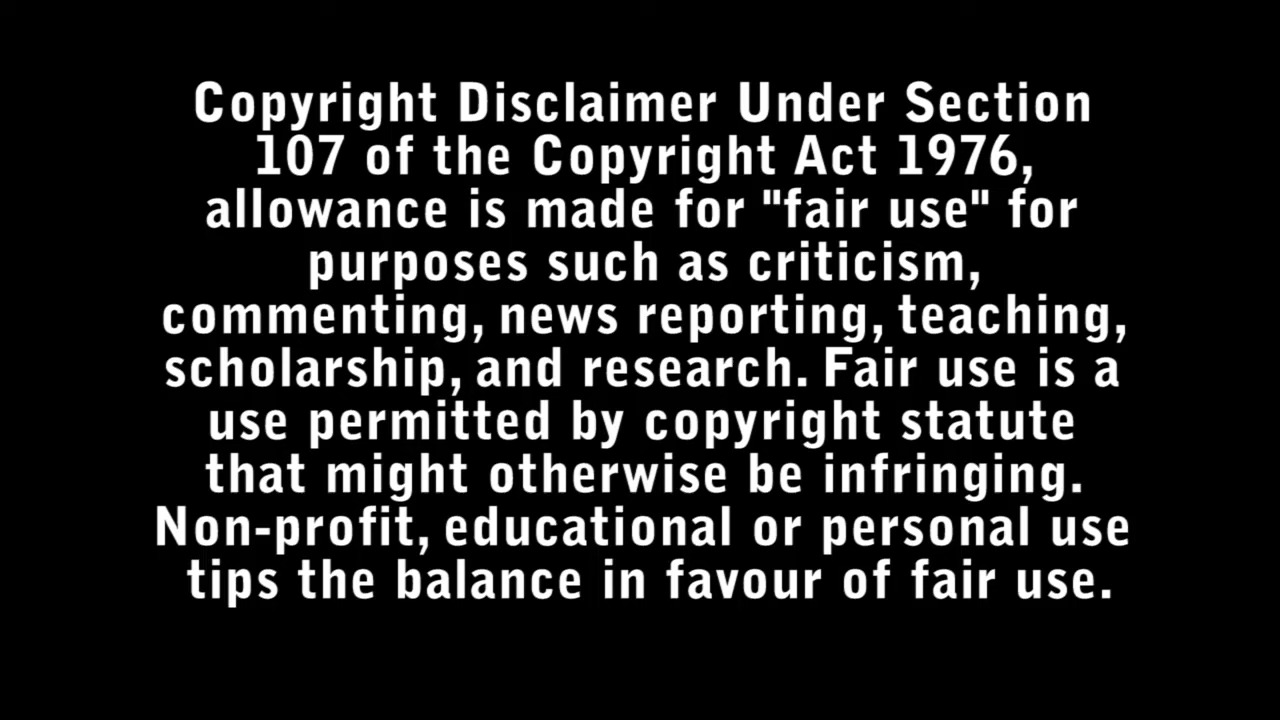 Copyright Disclaimer Under Section
107 of the Copyright Act 1976,
allowance is made for "fair use" for
purposes such as criticism,
commenting, news reporting, teaching,
scholarship, and research. Fair use is a
use permitted by copyright statute
that might otherwise be infringing.
Non-profit, educational or personal use
tips the balance in favour of fair use.